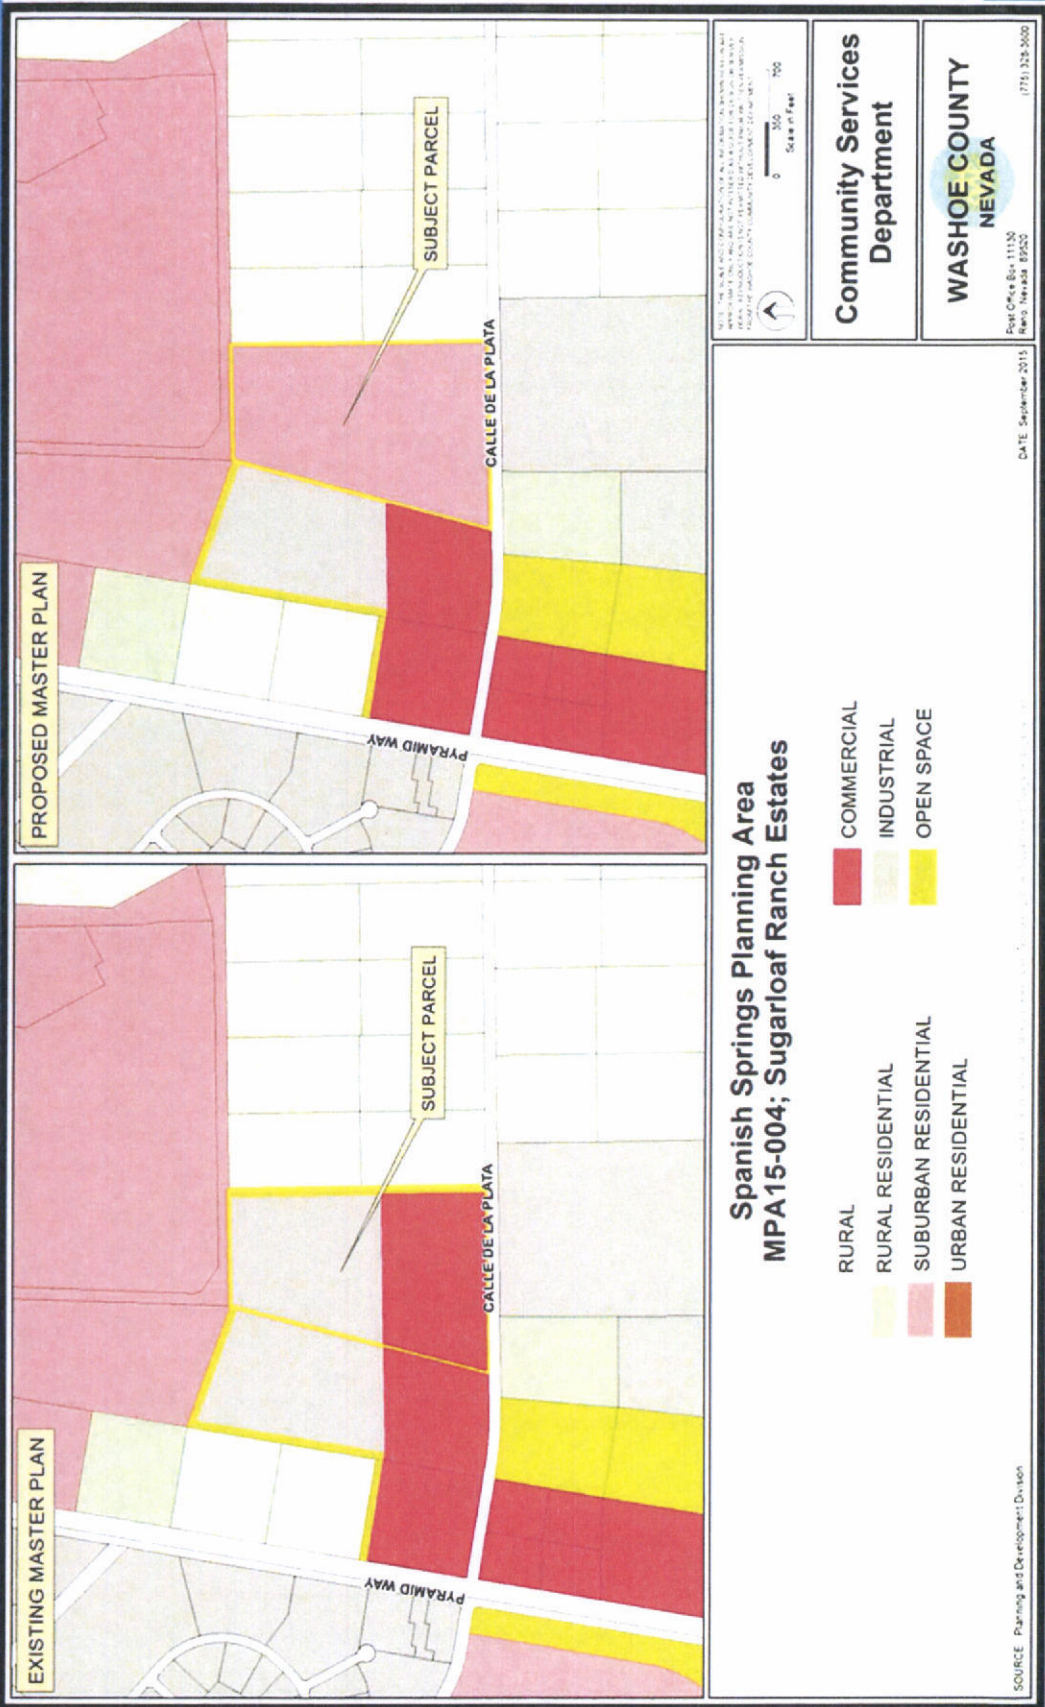 EXISTING MASTER PLAN
SUBJECT PARCEL
CALLE DE LA PLATA
PYRAMID WAY
PROPOSED MASTER PLAN
SUBJECT PARCEL
CALLE DE LA PLATA
PYRAMID WAY
Spanish Springs Planning Area
MPA15-004; Sugarloaf Ranch Estates
RURAL
RURAL RESIDENTIAL
SUBURBAN RESIDENTIAL
URBAN RESIDENTIAL
COMMERCIAL
INDUSTRIAL
OPEN SPACE
SOURCE Planning and Development Division
DATE September 2015
0 350 700
Scale in Feet
Community Services
Department
WASHOE COUNTY
NEVADA
Post Office Box 11130
Reno, Nevada 89520
(775) 328-3600